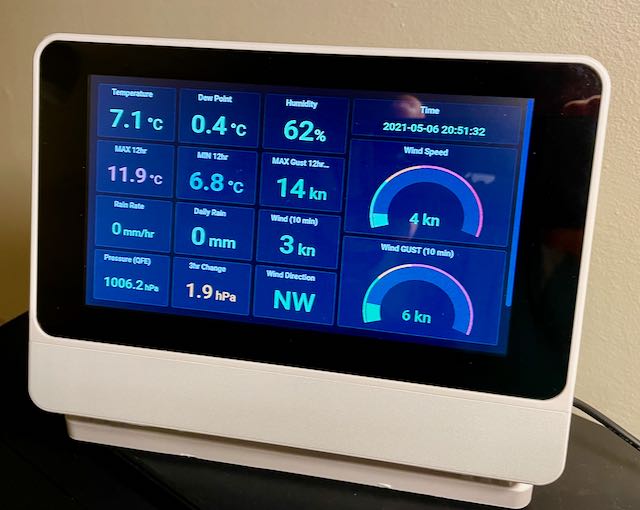 Temperature
7.1 °C
Dew Point
0.4 °C
Humidity
62%
Time
2021-05-06 20:51:32
MAX 12hr
11.9 °C
MIN 12hr
6.8 °C
MAX Gust 12hr...
14 kn
Wind Speed
4 kn
Rain Rate
0 mm/hr
Daily Rain
0 mm
Wind (10 min)
3 kn
Wind GUST (10 min)
6 kn
Pressure (QFE)
1006.2 hPa
3hr Change
1.9 hPa
Wind Direction
NW